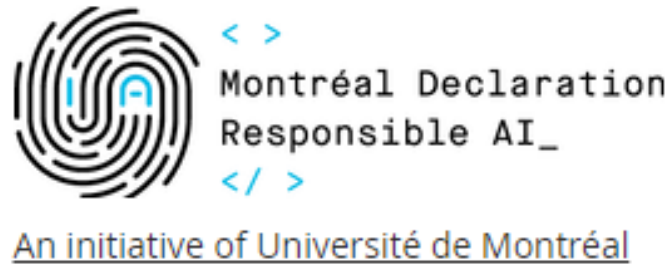 < >
IA
Montréal Declaration
Responsible AI_
</ >
An initiative of Université de Montréal